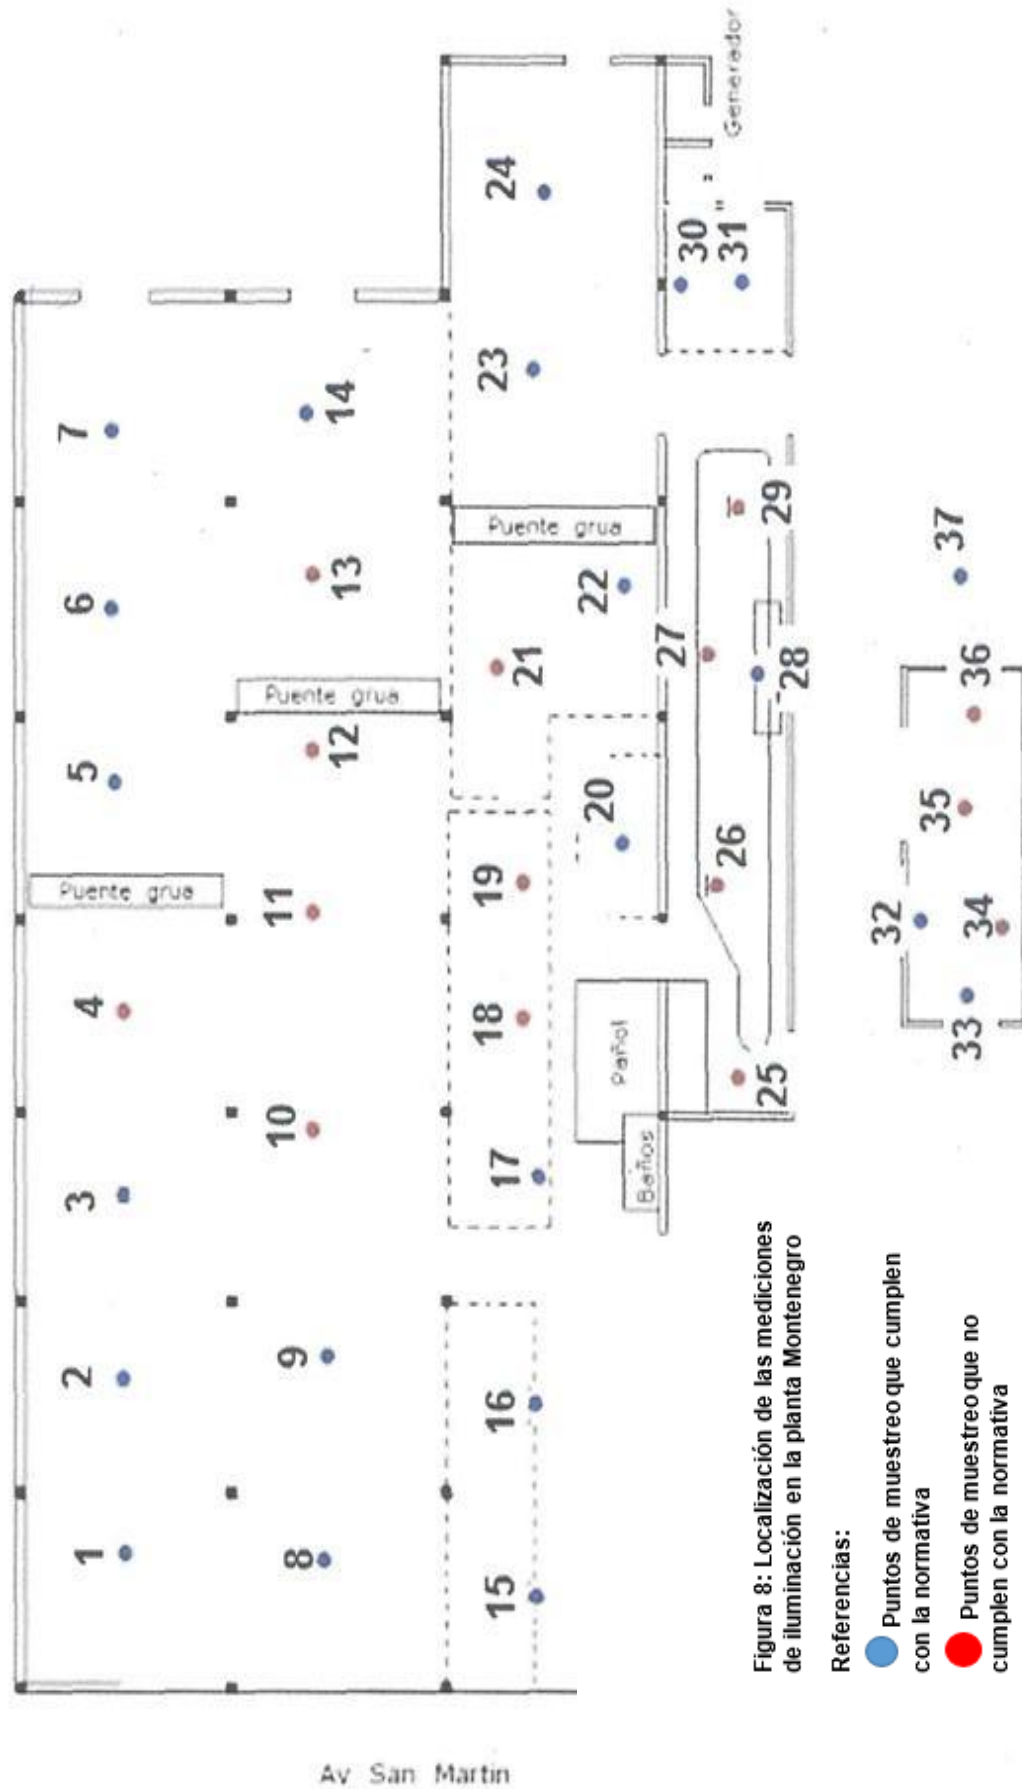 1
2
3
4
5
6
7
Puente grua
8
9
10
11
12
13
14
Puente grua
15
16
17
18
19
20
21
22
23
24
Puente grua
Pañol
Baños
25
26
27
28
29
30
31
Generador
32
33
34
35
36
37
Av San Martin
Figura 8: Localización de las mediciones
de iluminación en la planta Montenegro
Referencias:
Puntos de muestreo que cumplen
con la normativa
Puntos de muestreo que no
cumplen con la normativa